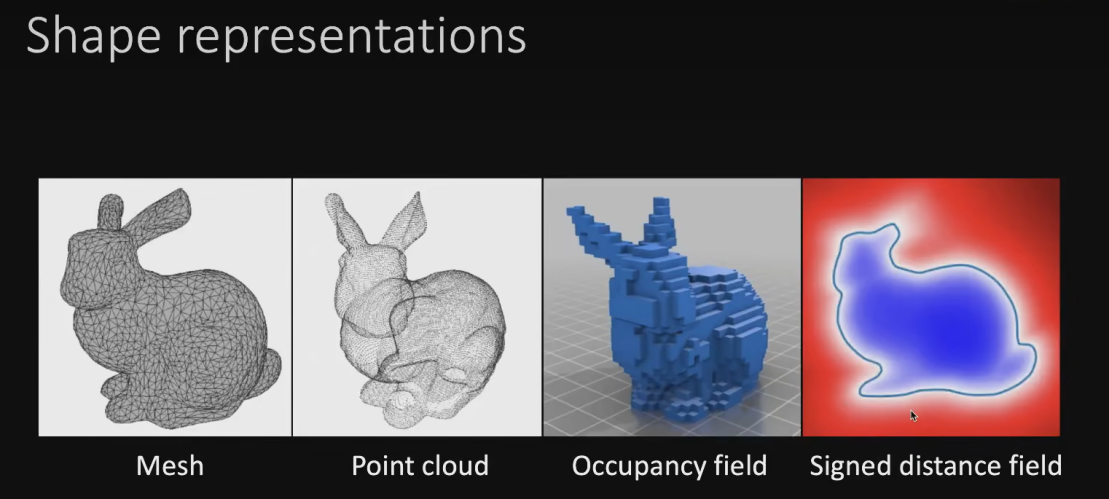 Shape representations
Mesh
Point cloud
Occupancy field
Signed distance field